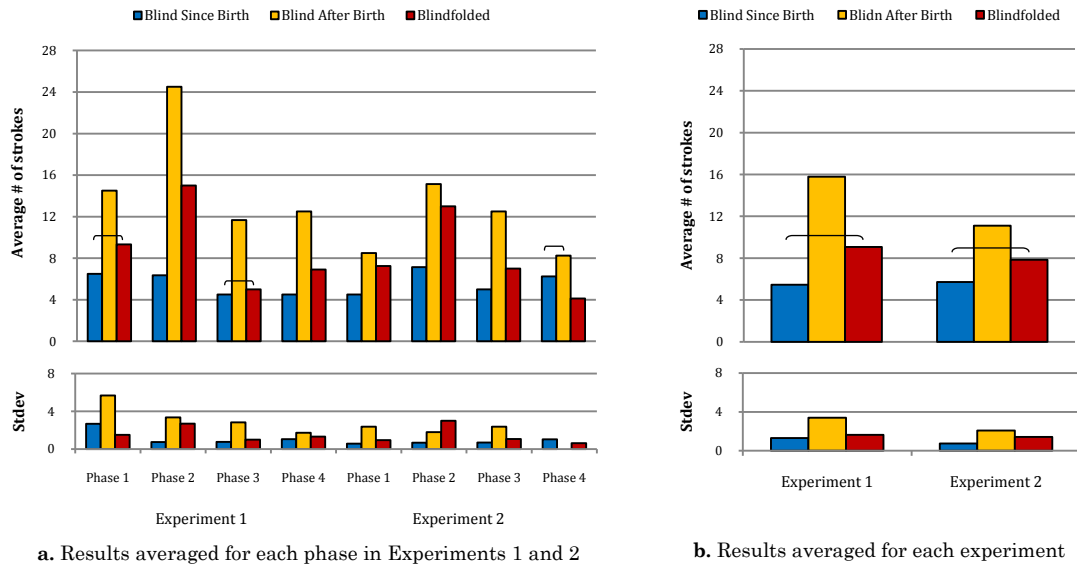 Blind Since Birth Blind After Birth Blindfolded
28
24
20
16
12
8
4
0
Average # of strokes
8
4
0
Stdev
Phase 1 Phase 2 Phase 3 Phase 4 Phase 1 Phase 2 Phase 3 Phase 4
Experiment 1 Experiment 2
a. Results averaged for each phase in Experiments 1 and 2
Blind Since Birth Blidn After Birth Blindfolded
28
24
20
16
12
8
4
0
Average # of strokes
8
4
0
Stdev
Experiment 1 Experiment 2
b. Results averaged for each experiment